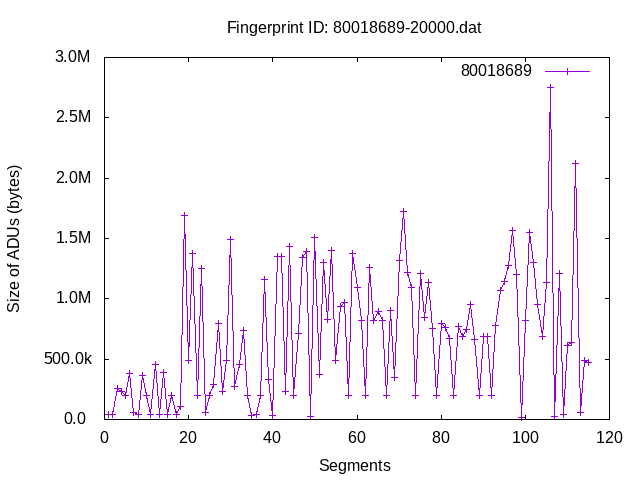 Fingerprint ID: 80018689-20000.dat
80018689
Size of ADUs (bytes)
3.0M
2.5M
2.0M
1.5M
1.0M
500.0k
0.0
0 20 40 60 80 100 120
Segments